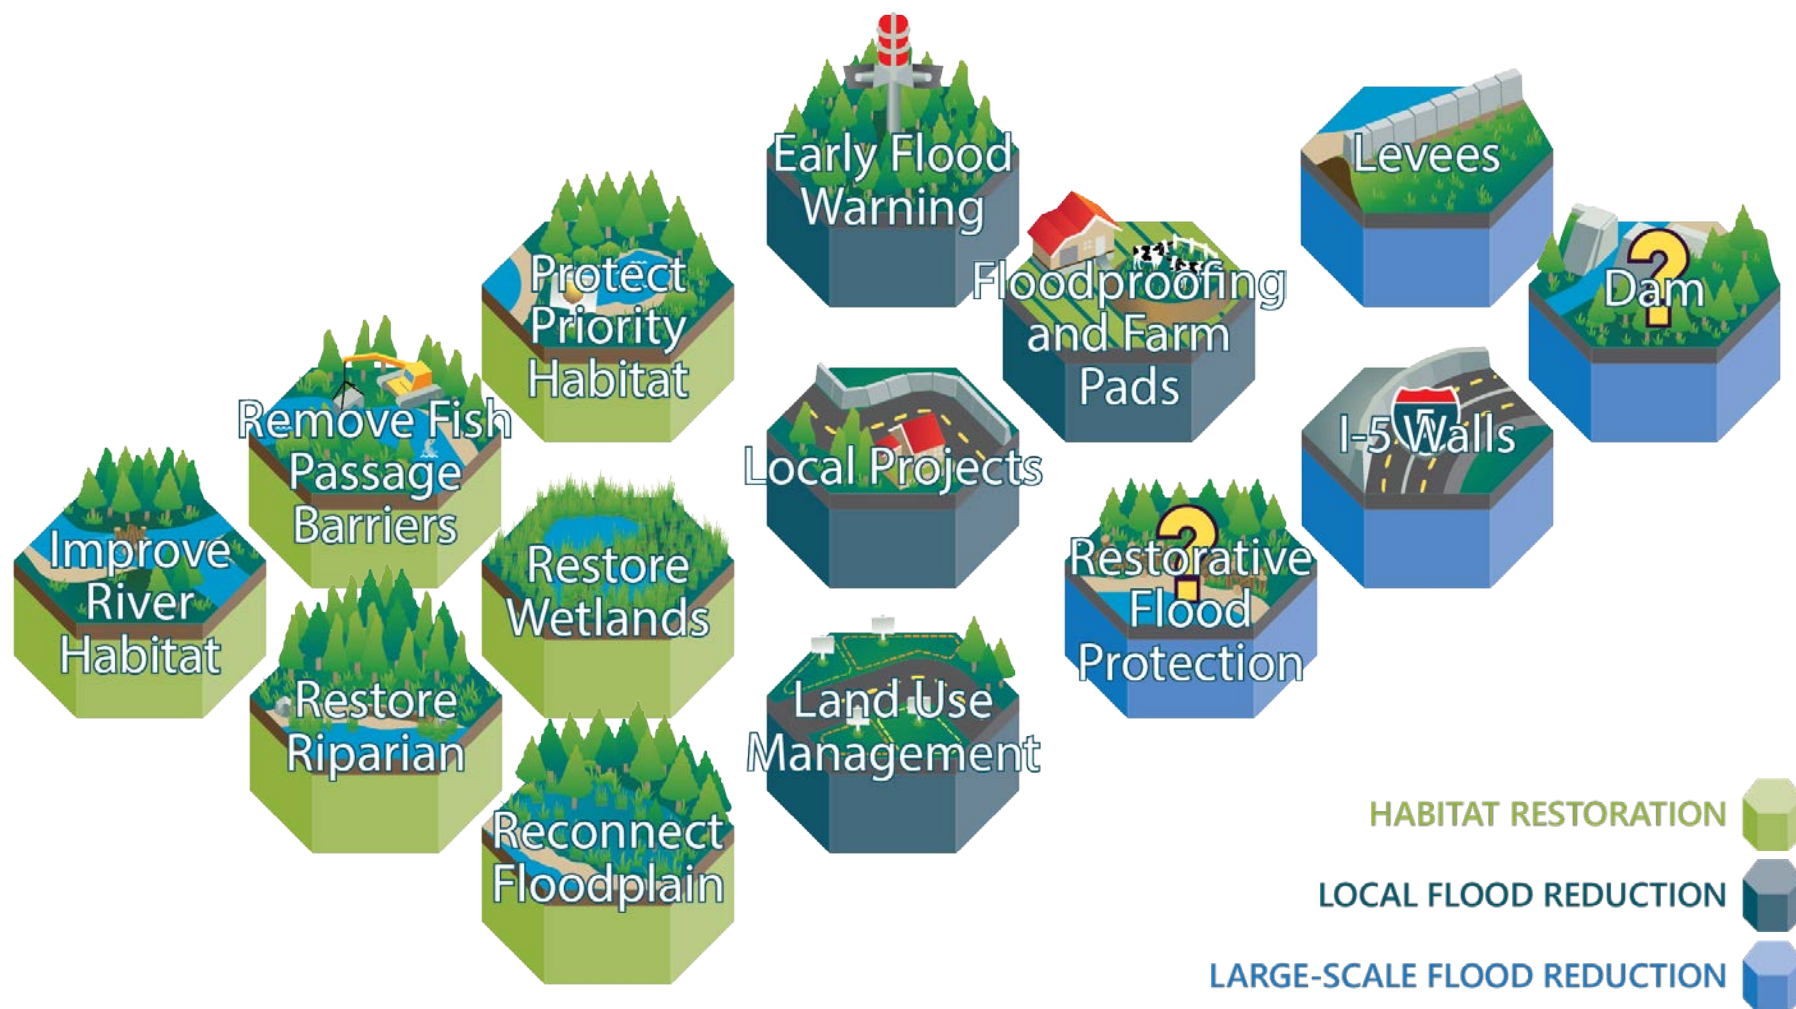 Early Flood
Warning
Levees
Protect
Priority
Habitat
Floodproofing
and Farm
Pads
?
Dam
Remove Fish
Passage
Barriers
Local Projects
I-5 Walls
5
Improve
River
Habitat
Restore
Wetlands
?
Restorative
Flood
Protection
Restore
Riparian
Land Use
Management
Reconnect
Floodplain
HABITAT RESTORATION
LOCAL FLOOD REDUCTION
LARGE-SCALE FLOOD REDUCTION